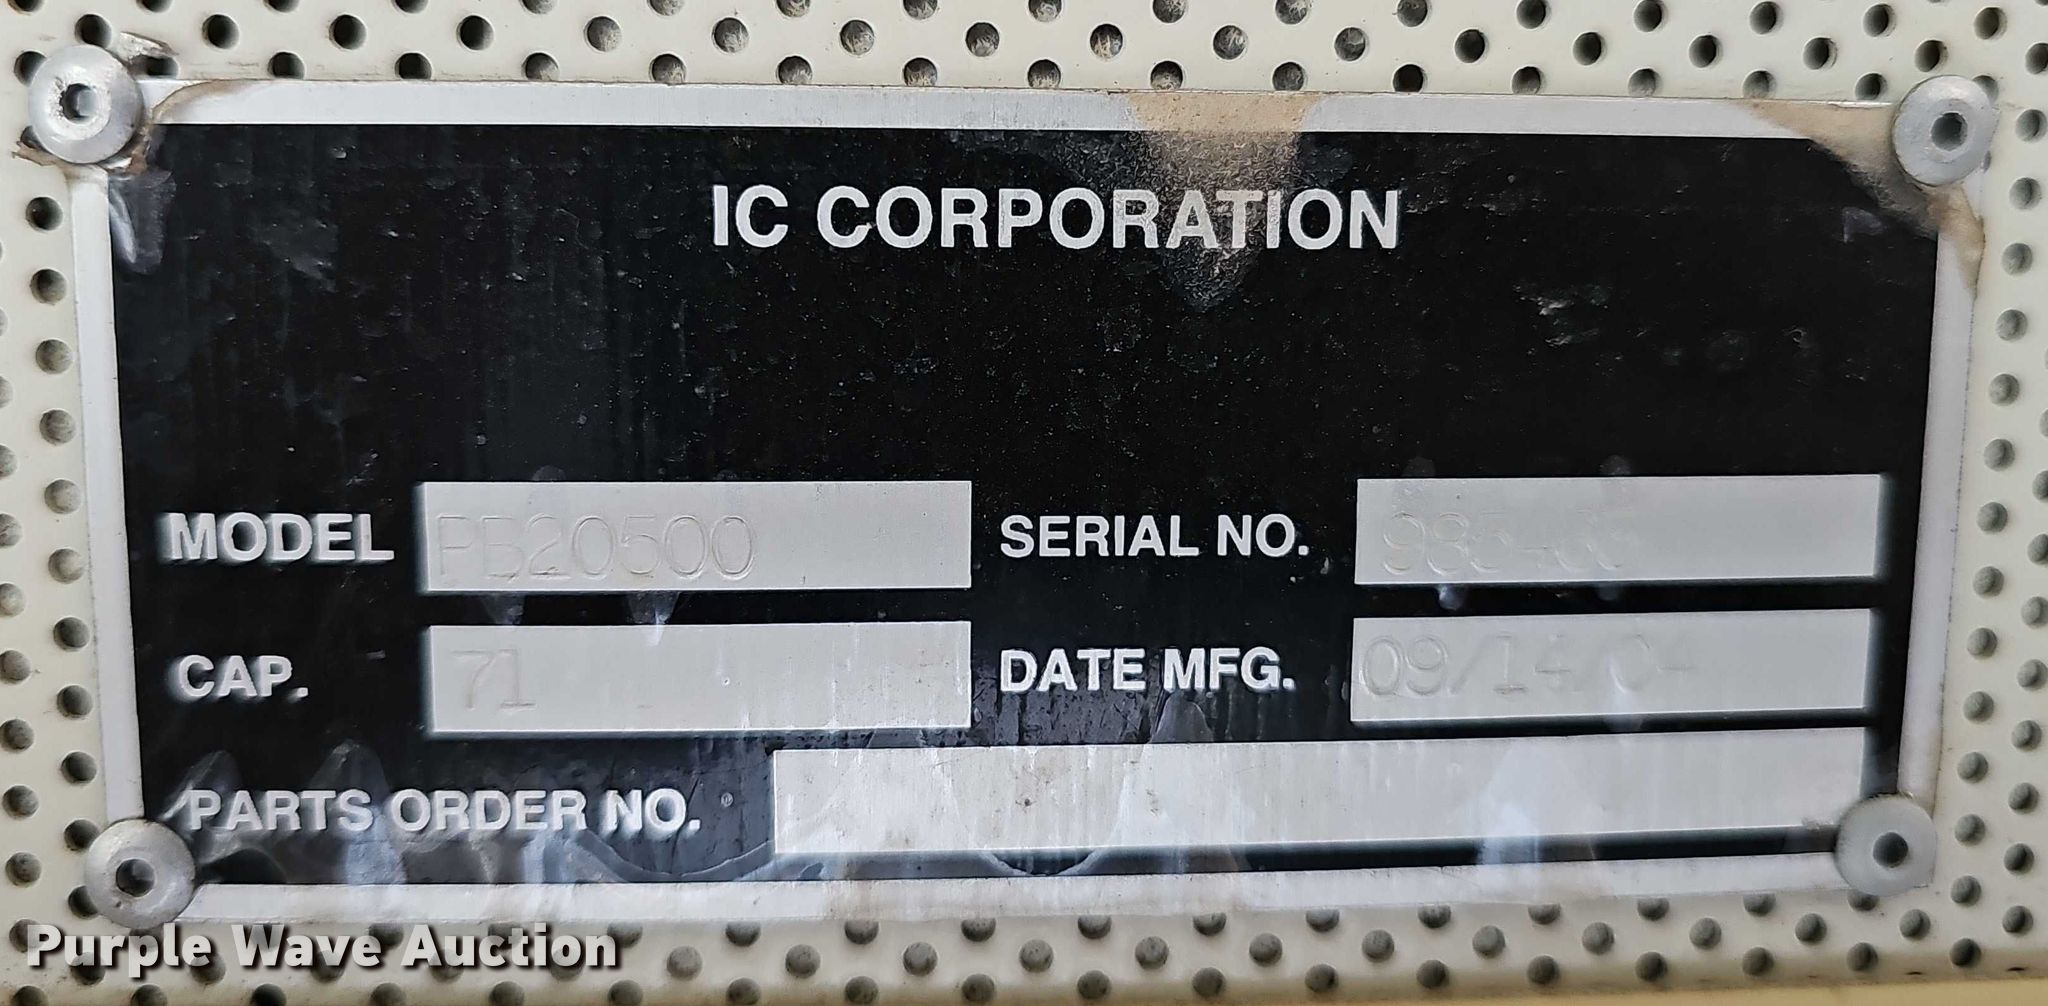 IC CORPORATION
MODEL PB20500 SERIAL NO.
CAP. 71 DATE MFG.
PARTS ORDER NO.
Purple Wave Auction